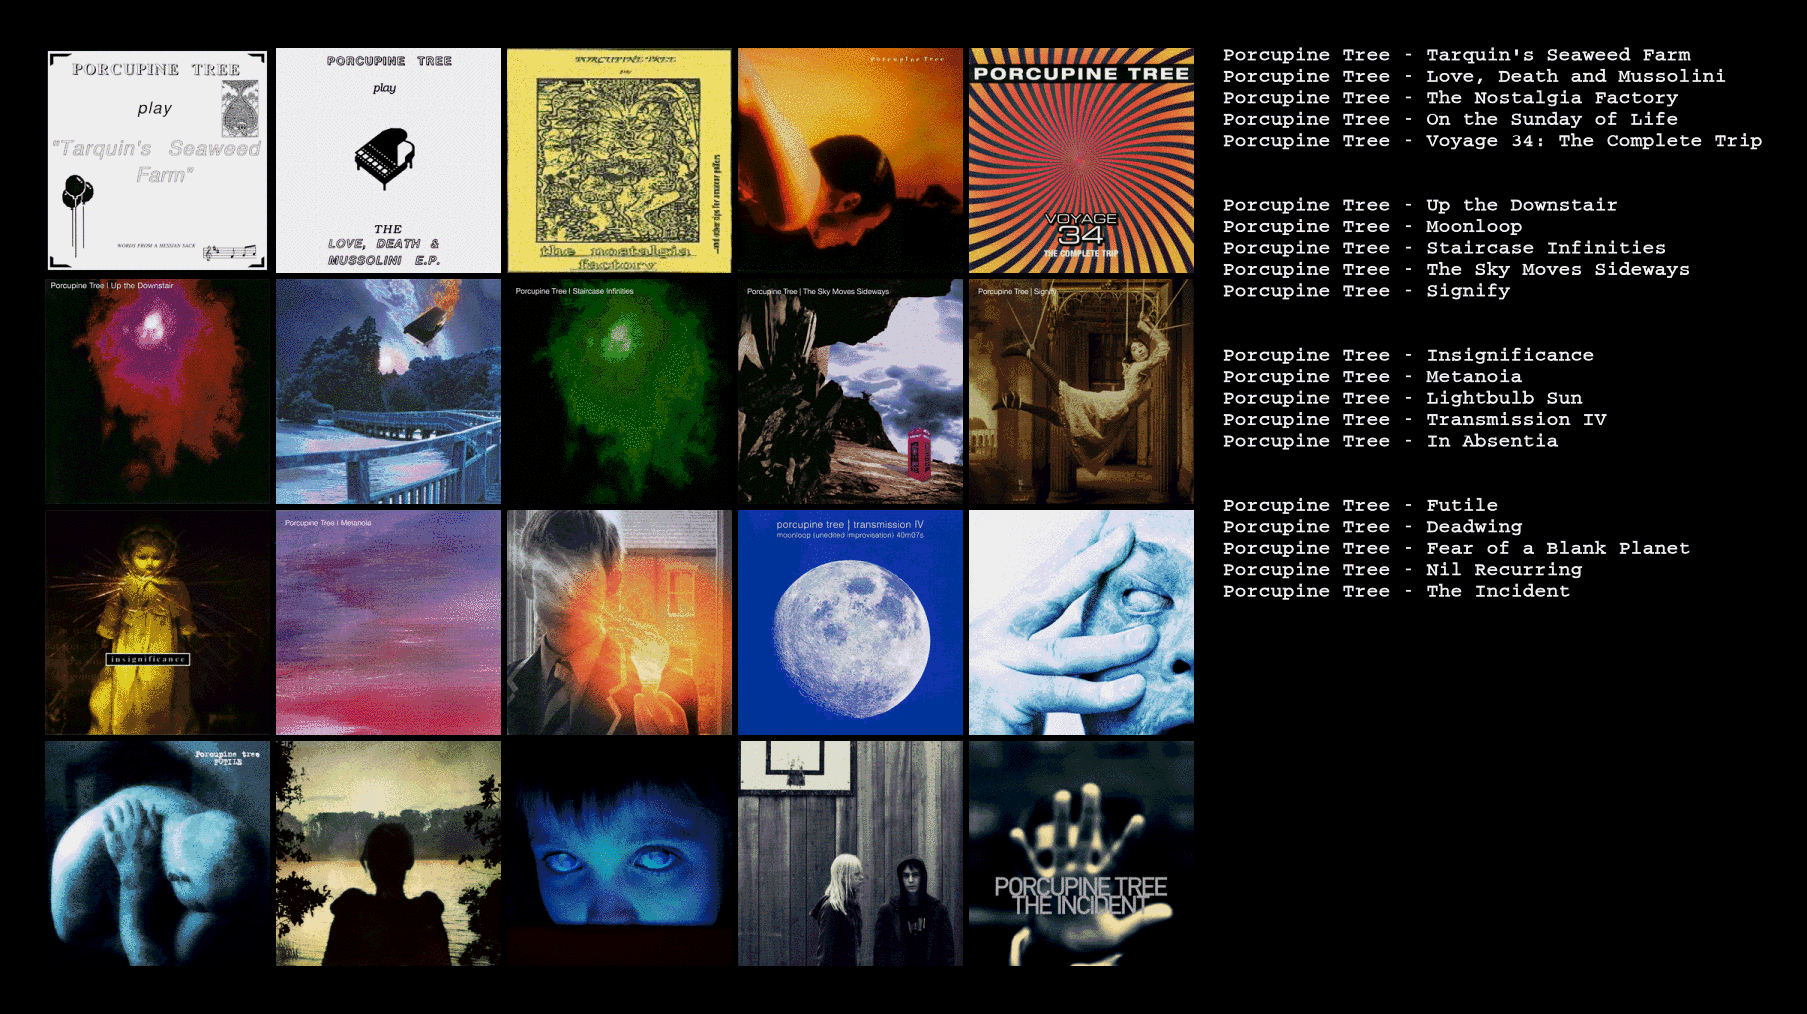 PORCUPINE TREE
play
"Tarquin's Seaweed
Farm"
WORDS FROM A HESSIAN SACK
PORCUPINE TREE
play
THE
LOVE, DEATH &
MUSSOLINI E.P.
PORCUPINE TREE
play
the nostalgia
factory
...and other tips for amateur golfers
Porcupine Tree
PORCUPINE TREE
VOYAGE
34
THE COMPLETE TRIP
Porcupine Tree | Up the Downstair
Porcupine Tree | Staircase Infinities
Porcupine Tree | The Sky Moves Sideways
Porcupine Tree | Signify
insignificance
Porcupine Tree | Metanoia
porcupine tree | transmission IV
moonloop (unedited improvisation) 40m07s
Porcupine tree
FUTILE
PORCUPINE TREE
THE INCIDENT
Porcupine Tree - Tarquin's Seaweed Farm
Porcupine Tree - Love, Death and Mussolini
Porcupine Tree - The Nostalgia Factory
Porcupine Tree - On the Sunday of Life
Porcupine Tree - Voyage 34: The Complete Trip
Porcupine Tree - Up the Downstair
Porcupine Tree - Moonloop
Porcupine Tree - Staircase Infinities
Porcupine Tree - The Sky Moves Sideways
Porcupine Tree - Signify
Porcupine Tree - Insignificance
Porcupine Tree - Metanoia
Porcupine Tree - Lightbulb Sun
Porcupine Tree - Transmission IV
Porcupine Tree - In Absentia
Porcupine Tree - Futile
Porcupine Tree - Deadwing
Porcupine Tree - Fear of a Blank Planet
Porcupine Tree - Nil Recurring
Porcupine Tree - The Incident